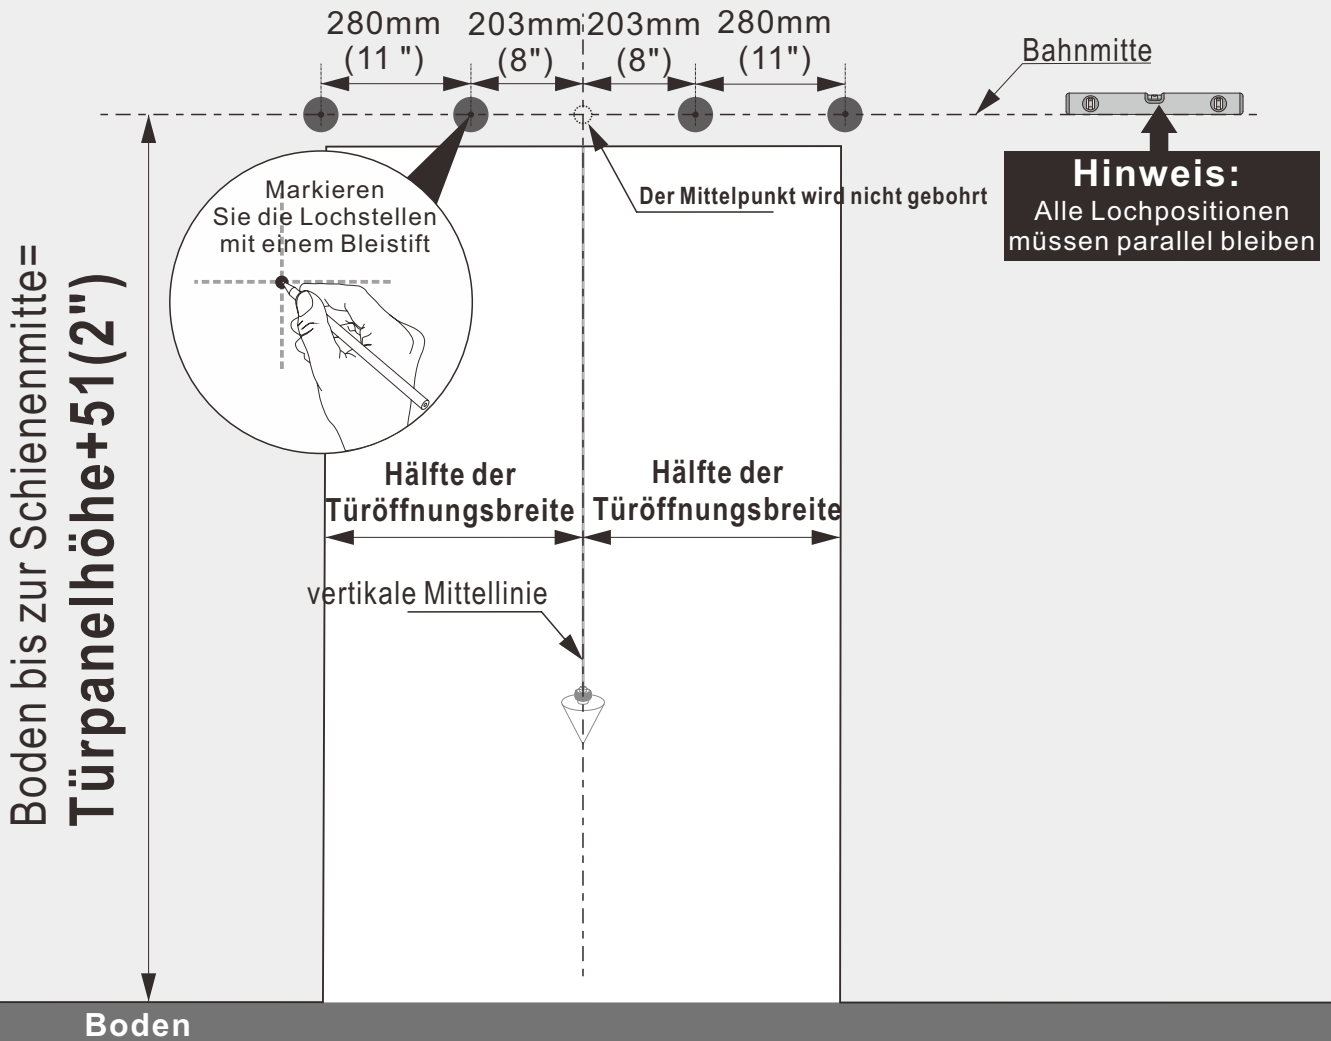 280mm 203mm 203mm 280mm
(11 ") (8") (8") (11")
Bahnmitte
Hinweis:
Alle Lochpositionen
müssen parallel bleiben
Der Mittelpunkt wird nicht gebohrt
Markieren
Sie die Lochstellen
mit einem Bleistift
Boden bis zur Schienenmitte=
Türpanelhöhe+51(2")
Hälfte der
Türöffnungsbreite
Hälfte der
Türöffnungsbreite
vertikale Mittellinie
Boden